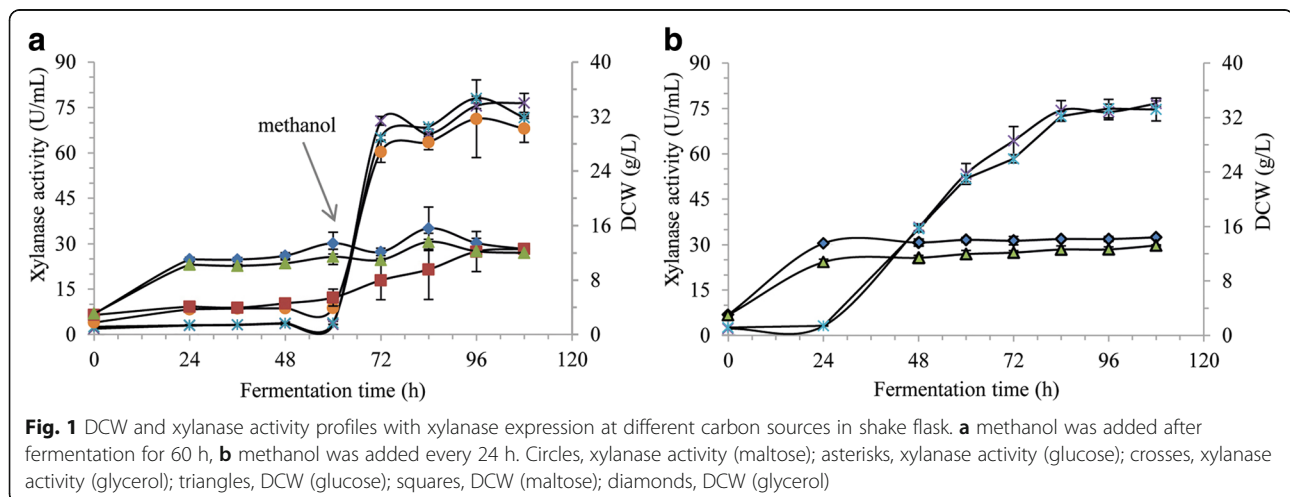 a
b
90
75
60
45
30
15
0
Xylanase activity (U/mL)
methanol
40
32
24
16
8
0
DCW (g/L)
0 24 48 72 96 120
Fermentation time (h)
90
75
60
45
30
15
0
Xylanase activity (U/mL)
40
32
24
16
8
0
DCW (g/L)
0 24 48 72 96 120
Fermentation time (h)
Fig. 1 DCW and xylanase activity profiles with xylanase expression at different carbon sources in shake flask. a methanol was added after
fermentation for 60 h, b methanol was added every 24 h. Circles, xylanase activity (maltose); asterisks, xylanase activity (glucose); crosses, xylanase
activity (glycerol); triangles, DCW (glucose); squares, DCW (maltose); diamonds, DCW (glycerol)